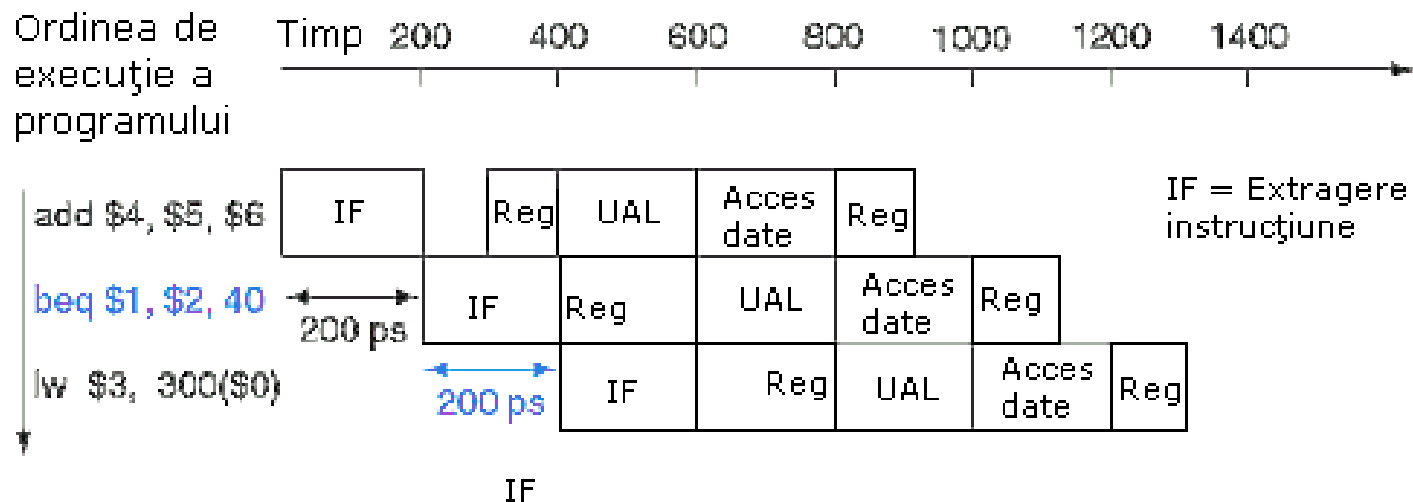 Ordinea de
execuţie a
programului
Timp 200 400 600 800 1000 1200 1400
add $4, $5, $6
IF
Reg
UAL
Acces
date
Reg
IF = Extragere
instrucţiune
beq $1, $2, 40
200 ps
IF
Reg
UAL
Acces
date
Reg
lw $3, 300($0)
200 ps
IF
Reg
UAL
Acces
date
Reg
IF